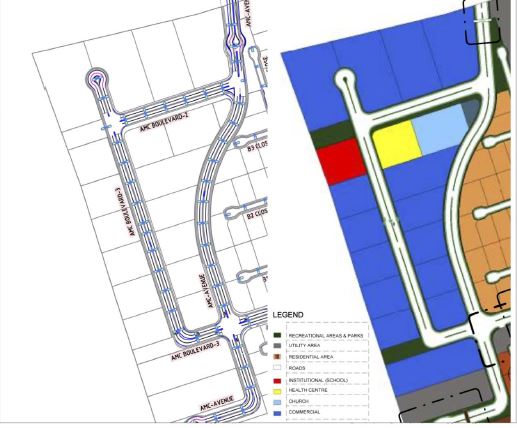 AMC-AVENUE
AMC BOULEVARD-2
B3 CLOS
AMC BOULEVARD-3
B2 CLOS
AMC-AVENUE
AMC BOULEVARD-3
AMC-AVENUE
LEGEND
RECREATIONAL AREAS & PARKS
UTILITY AREA
RESIDENTIAL AREA
ROADS
INSTITUTIONAL (SCHOOL)
HEALTH CENTRE
CHURCH
COMMERCIAL